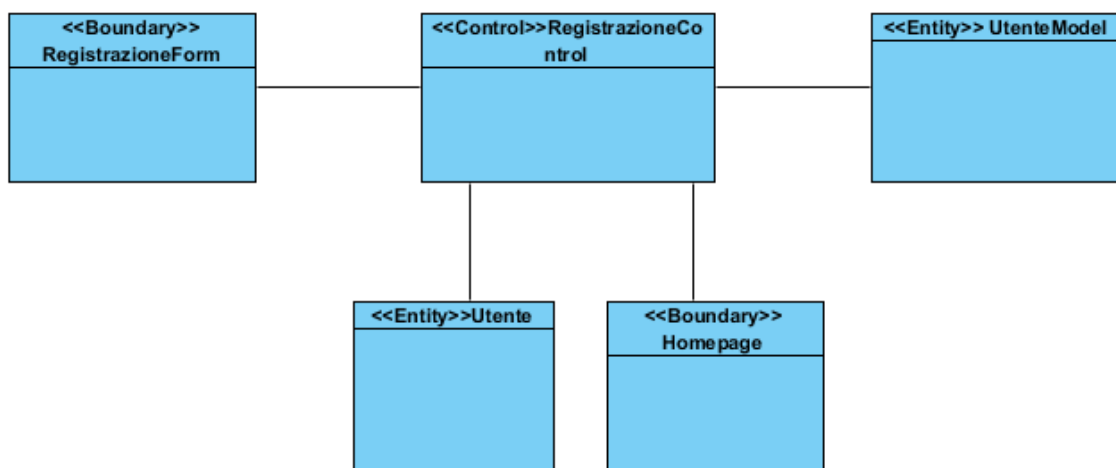 <<Boundary>>
RegistrazioneForm
<<Control>>RegistrazioneCo
ntrol
<<Entity>> UtenteModel
<<Entity>>Utente
<<Boundary>>
Homepage